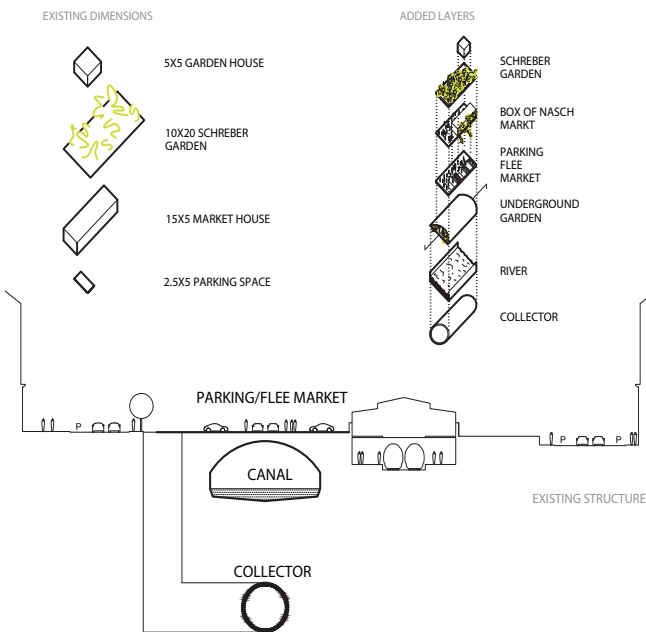 EXISTING DIMENSIONS
5X5 GARDEN HOUSE
10X20 SCHREBER
GARDEN
15X5 MARKET HOUSE
2.5X5 PARKING SPACE
ADDED LAYERS
SCHREBER
GARDEN
BOX OF NASCH
MARKT
PARKING
FLEE
MARKET
UNDERGROUND
GARDEN
RIVER
COLLECTOR
PARKING/FLEE MARKET
P
P
P
CANAL
EXISTING STRUCTURE
COLLECTOR